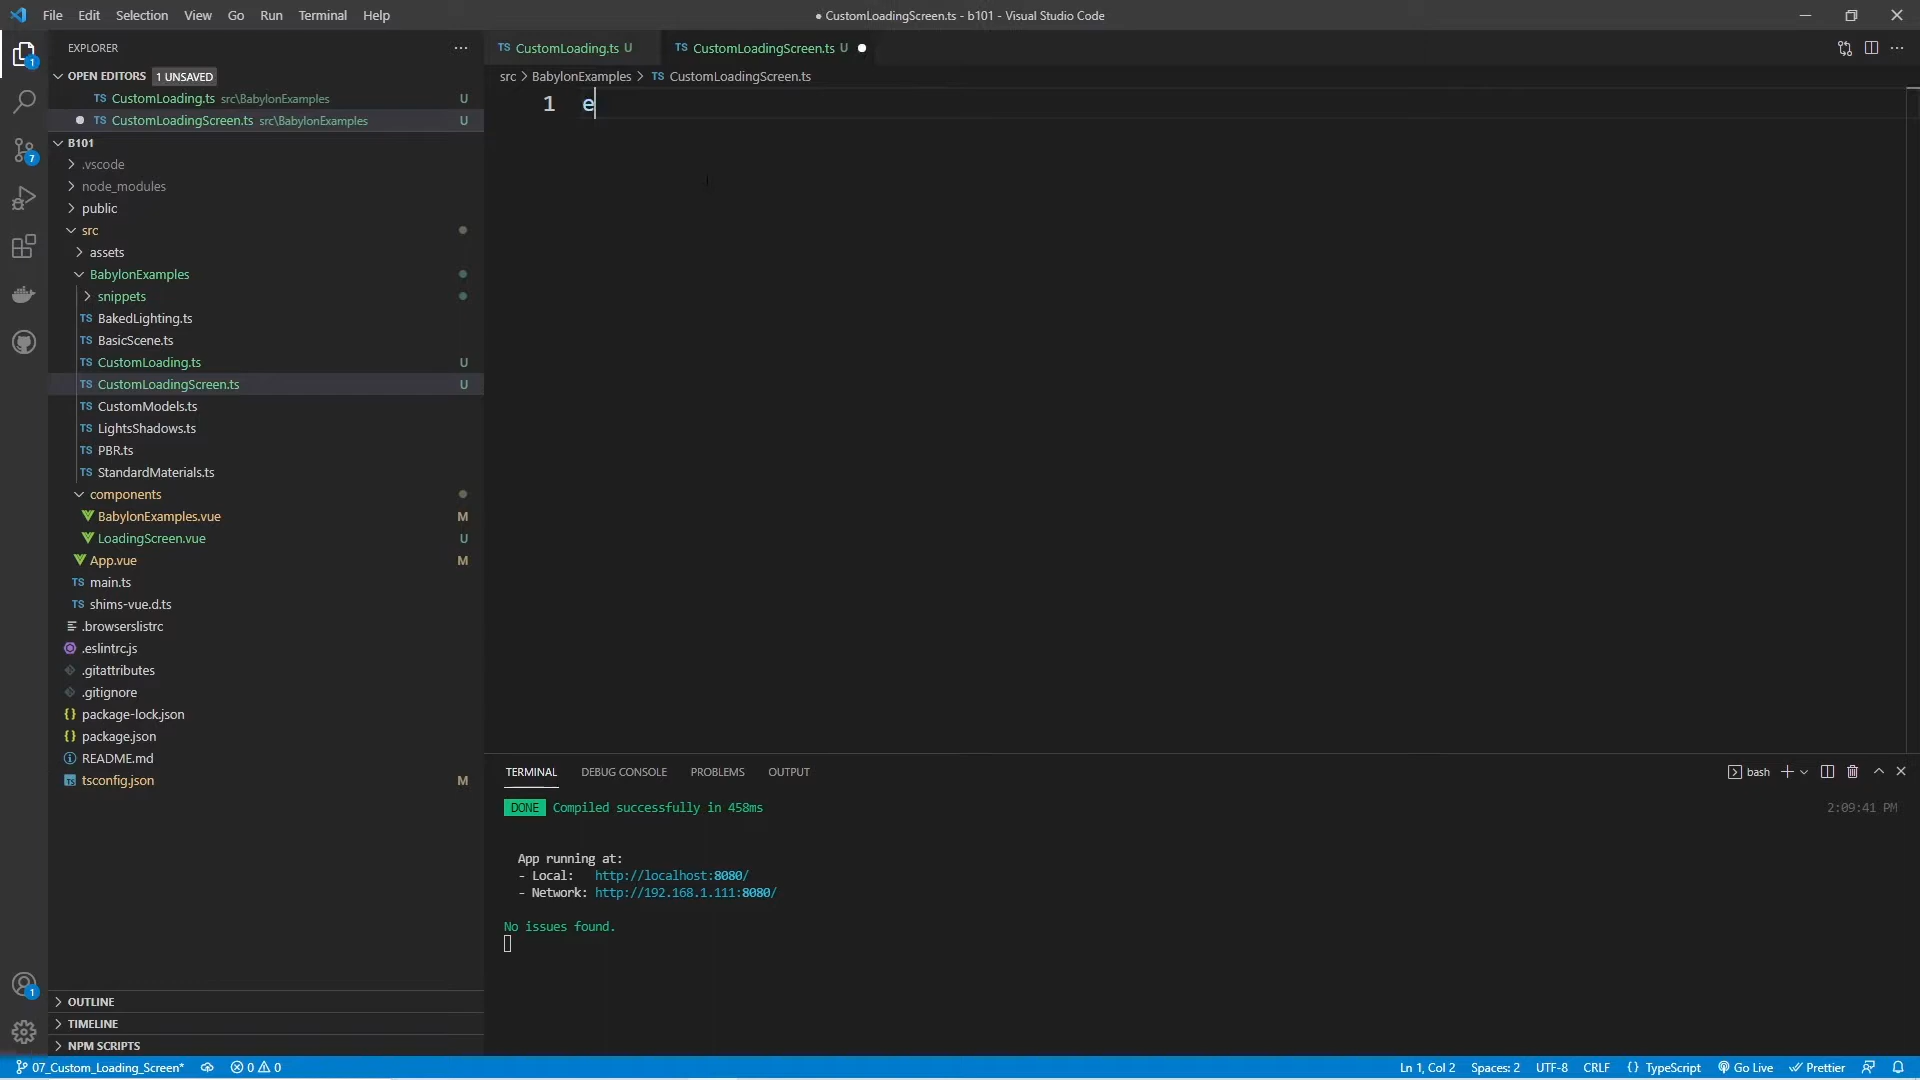 File Edit Selection View Go Run Terminal Help
● CustomLoadingScreen.ts - b101 - Visual Studio Code
EXPLORER
OPEN EDITORS 1 UNSAVED
TS CustomLoading.ts src\BabylonExamples U
TS CustomLoadingScreen.ts src\BabylonExamples U
B101
.vscode
node_modules
public
src
assets
BabylonExamples
snippets
TS BakedLighting.ts
TS BasicScene.ts
TS CustomLoading.ts U
TS CustomLoadingScreen.ts U
TS CustomModels.ts
TS LightsShadows.ts
TS PBR.ts
TS StandardMaterials.ts
components
BabylonExamples.vue M
LoadingScreen.vue U
App.vue M
TS main.ts
TS shims-vue.d.ts
.browserslistrc
.eslintrc.js
.gitattributes
.gitignore
{} package-lock.json
{} package.json
README.md
TS tsconfig.json M
OUTLINE
TIMELINE
NPM SCRIPTS
1
7
1
TS CustomLoading.ts U
TS CustomLoadingScreen.ts U
src > BabylonExamples > TS CustomLoadingScreen.ts
1 e
TERMINAL DEBUG CONSOLE PROBLEMS OUTPUT
bash
DONE Compiled successfully in 458ms 2:09:41 PM
App running at:
- Local: http://localhost:8080/
- Network: http://192.168.1.111:8080/
No issues found.
07_Custom_Loading_Screen* 0 0 Ln 1, Col 2 Spaces: 2 UTF-8 CRLF {} TypeScript Go Live Prettier